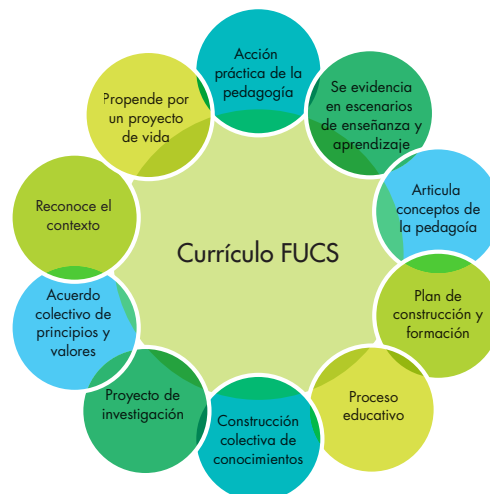 Acción
práctica de la
pedagogía
Se evidencia
en escenarios
de enseñanza y
aprendizaje
Articula
conceptos de
la pedagogía
Plan de
construcción y
formación
Proceso
educativo
Construcción
colectiva de
conocimientos
Proyecto de
investigación
Acuerdo
colectivo de
principios y
valores
Reconoce el
contexto
Propende por
un proyecto
de vida
Currículo FUCS